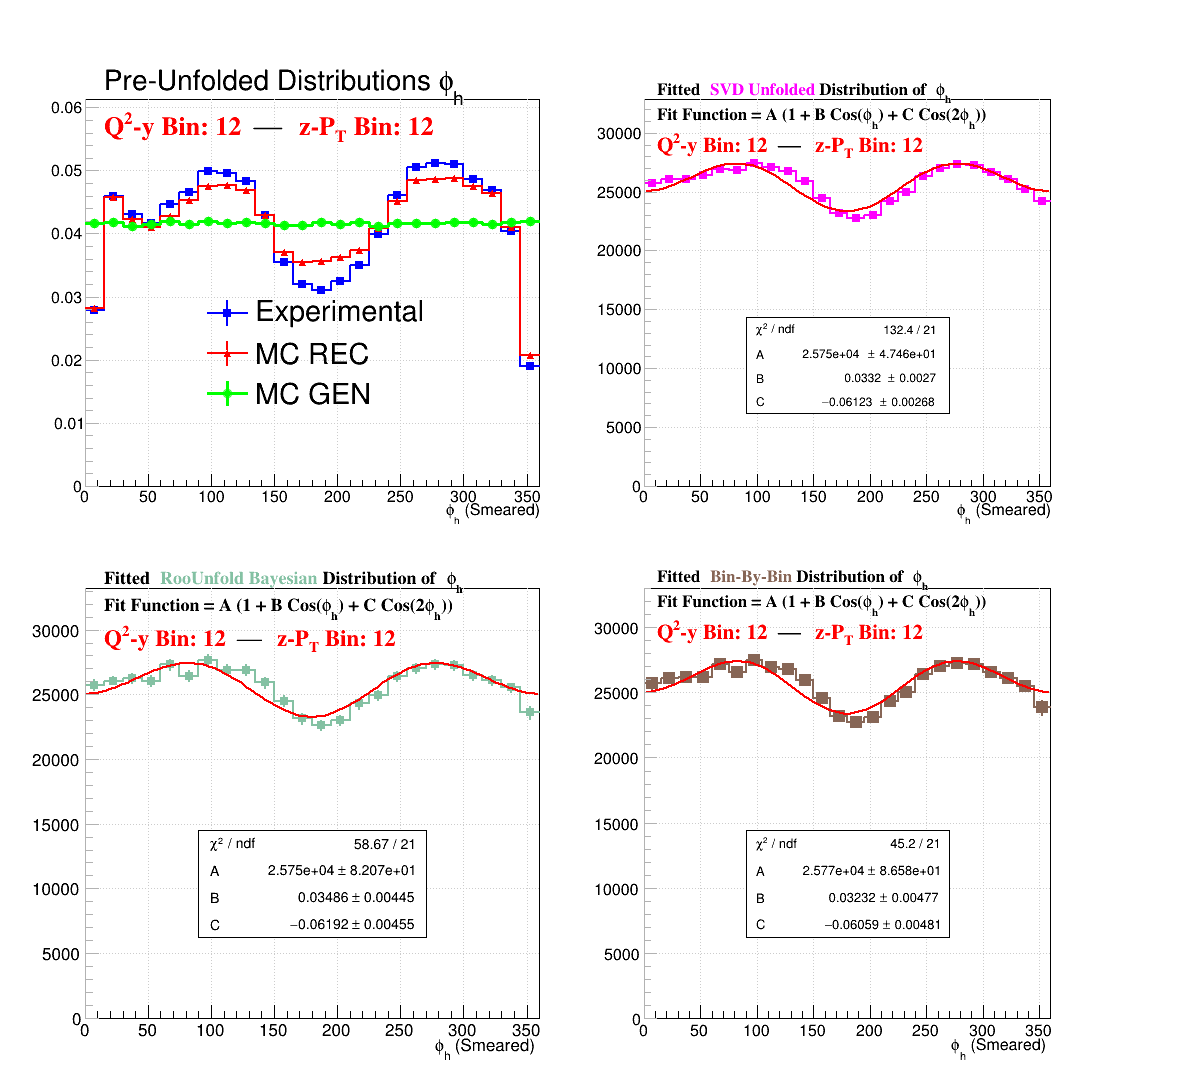 Pre-Unfolded Distributions ϕh
Q²-y Bin: 12 — z-PT Bin: 12
0.06
0.05
0.04
0.03
0.02
0.01
0
Experimental
MC REC
MC GEN
0 50 100 150 200 250 300 350
ϕh (Smeared)
Fitted SVD Unfolded Distribution of ϕh
Fit Function = A (1 + B Cos(ϕh) + C Cos(2ϕh))
Q²-y Bin: 12 — z-PT Bin: 12
30000
25000
20000
15000
10000
5000
0
χ² / ndf 132.4 / 21
A 2.575e+04 ± 4.746e+01
B 0.0332 ± 0.0027
C −0.06123 ± 0.00268
0 50 100 150 200 250 300 350
ϕh (Smeared)
Fitted RooUnfold Bayesian Distribution of ϕh
Fit Function = A (1 + B Cos(ϕh) + C Cos(2ϕh))
Q²-y Bin: 12 — z-PT Bin: 12
30000
25000
20000
15000
10000
5000
0
χ² / ndf 58.67 / 21
A 2.575e+04 ± 8.207e+01
B 0.03486 ± 0.00445
C −0.06192 ± 0.00455
0 50 100 150 200 250 300 350
ϕh (Smeared)
Fitted Bin-By-Bin Distribution of ϕh
Fit Function = A (1 + B Cos(ϕh) + C Cos(2ϕh))
Q²-y Bin: 12 — z-PT Bin: 12
30000
25000
20000
15000
10000
5000
0
χ² / ndf 45.2 / 21
A 2.577e+04 ± 8.658e+01
B 0.03232 ± 0.00477
C −0.06059 ± 0.00481
0 50 100 150 200 250 300 350
ϕh (Smeared)